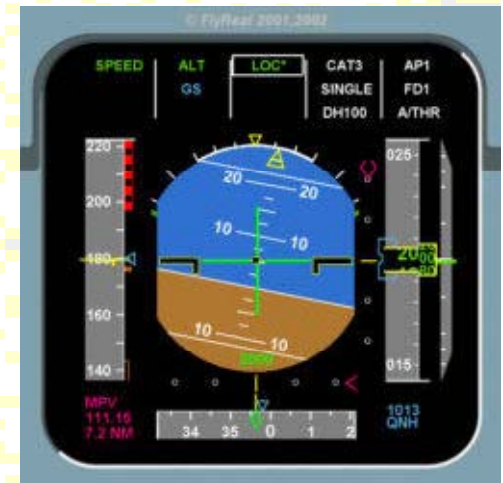 © FlyReal 2001,2002
SPEED ALT LOC* CAT3 AP1
GS SINGLE FD1
DH100 A/THR
220
200
180
160
140
20 20
10 10
10 10
025
20
015
MPV
111.15
7.2 NM
34 35 0 1 2
1013
QNH